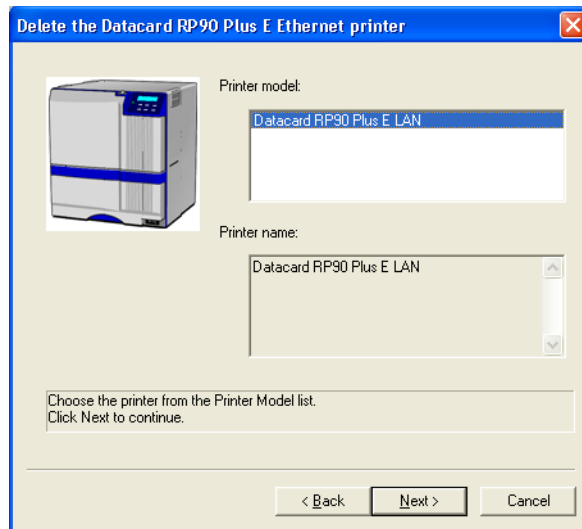 Delete the Datacard RP90 Plus E Ethernet printer
Printer model:
Datacard RP90 Plus E LAN
Printer name:
Datacard RP90 Plus E LAN
Choose the printer from the Printer Model list.
Click Next to continue.
< Back
Next >
Cancel